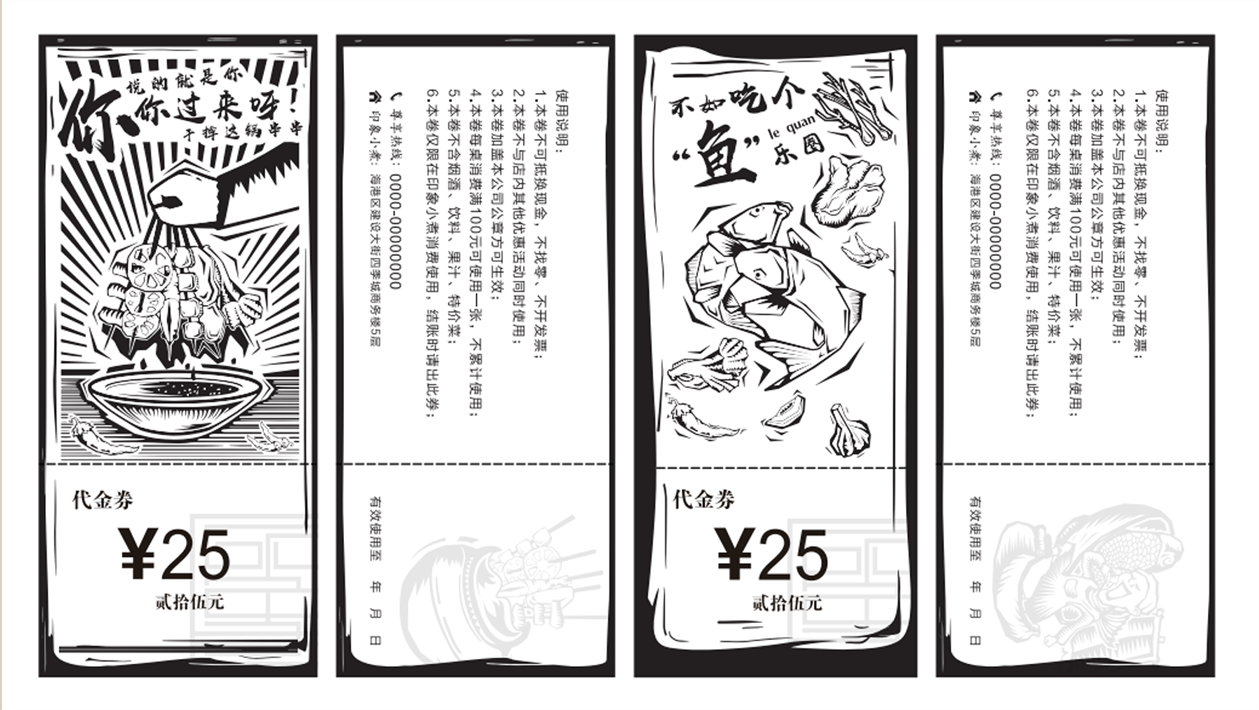 说的就是你
你 你过来呀！
干掉这锅串串
代金券
¥25
贰拾伍元
使用说明：
1.本卷不可抵换现金，不找零、不开发票；
2.本卷不与店内其他优惠活动同时使用；
3.本卷加盖本公司公章方可生效；
4.本卷每桌消费满100元可使用一张，不累计使用；
5.本卷不含烟酒、饮料、果汁、特价菜；
6.本卷仅限在印象小煮消费使用，结账时请出此券；
尊享热线：0000-00000000
印象小煮：海港区建设大街四季城商务楼5层
有效使用至 年 月 日
不如吃个
“鱼” le quan
乐圈
代金券
¥25
贰拾伍元
使用说明：
1.本卷不可抵换现金，不找零、不开发票；
2.本卷不与店内其他优惠活动同时使用；
3.本卷加盖本公司公章方可生效；
4.本卷每桌消费满100元可使用一张，不累计使用；
5.本卷不含烟酒、饮料、果汁、特价菜；
6.本卷仅限在印象小煮消费使用，结账时请出此券；
尊享热线：0000-00000000
印象小煮：海港区建设大街四季城商务楼5层
有效使用至 年 月 日